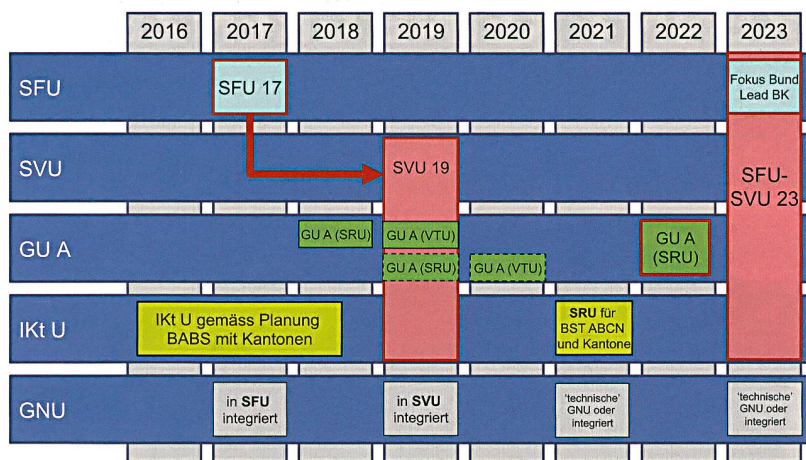 2016 2017 2018 2019 2020 2021 2022 2023
SFU
SFU 17
Fokus Bund
Lead BK
SVU
SVU 19
SFU-
SVU 23
GU A
GU A (SRU)
GU A (VTU)
GU A (SRU)
GU A (VTU)
GU A
(SRU)
IKt U
IKt U gemäss Planung
BABS mit Kantonen
SRU für
BST ABCN
und Kantone
GNU
in SFU
integriert
in SVU
integriert
'technische'
GNU oder
integriert
'technische'
GNU oder
integriert